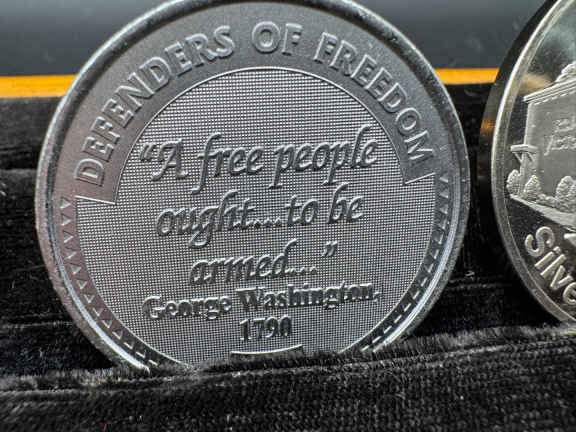 DEFENDERS OF FREEDOM
"A free people
ought...to be
armed..."
George Washington,
1790